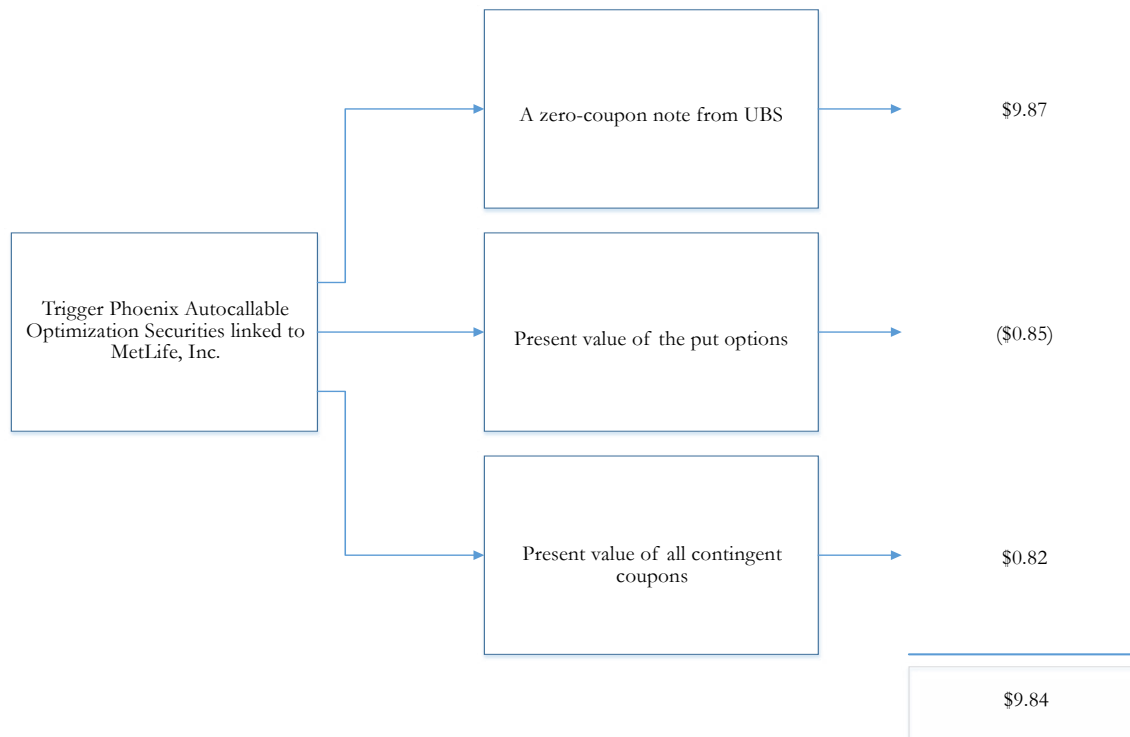 A zero-coupon note from UBS
$9.87
Trigger Phoenix Autocallable
Optimization Securities linked to
MetLife, Inc.
Present value of the put options
($0.85)
Present value of all contingent
coupons
$0.82
$9.84